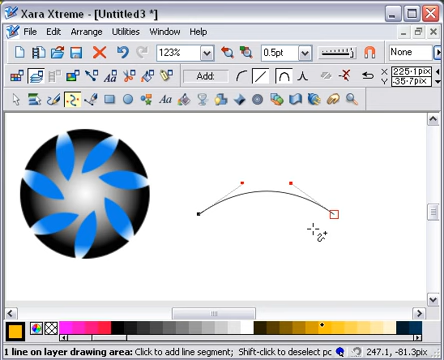 Xara Xtreme - [Untitled3 *]
File Edit Arrange Utilities Window Help
123% 0.5pt None
Add: X 225·1pix
Y -35·7pix
1 line on layer drawing area: Click to add line segment; Shift-click to deselect pc 247.1, -81.3pix